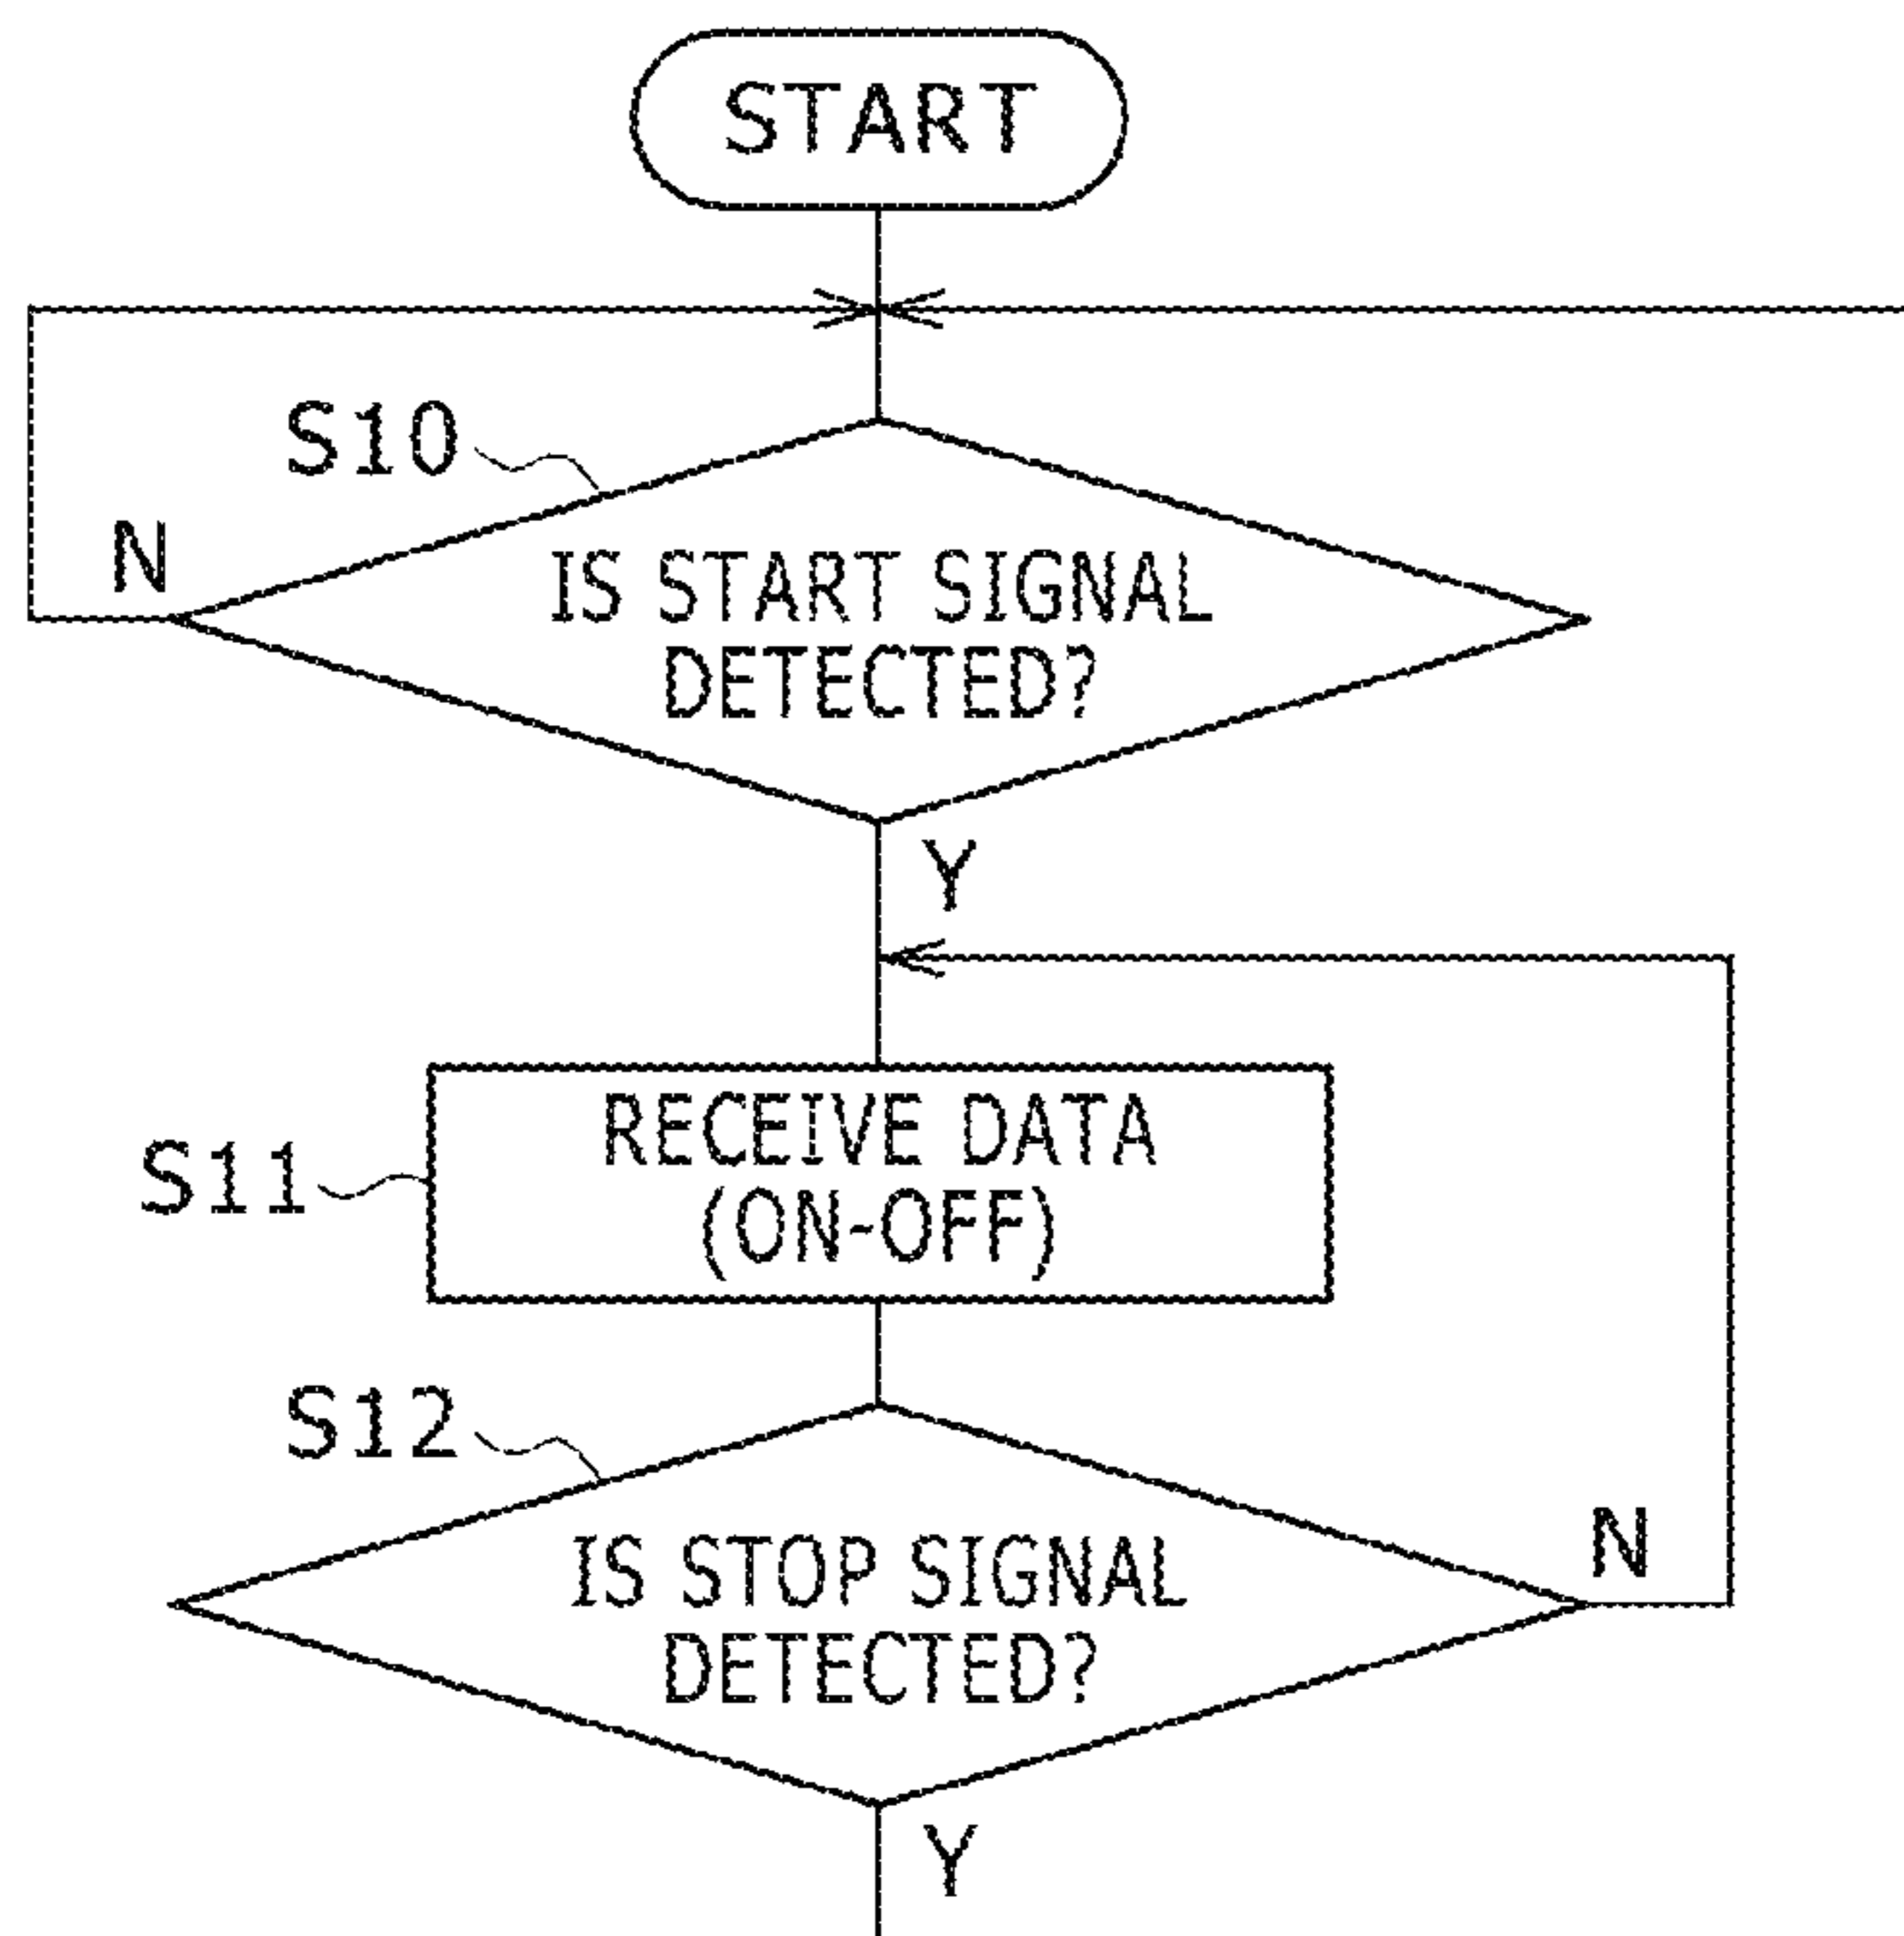 START
S10
N
IS START SIGNAL
DETECTED?
Y
RECEIVE DATA
(ON-OFF)
S11
S12
IS STOP SIGNAL
DETECTED?
N
Y